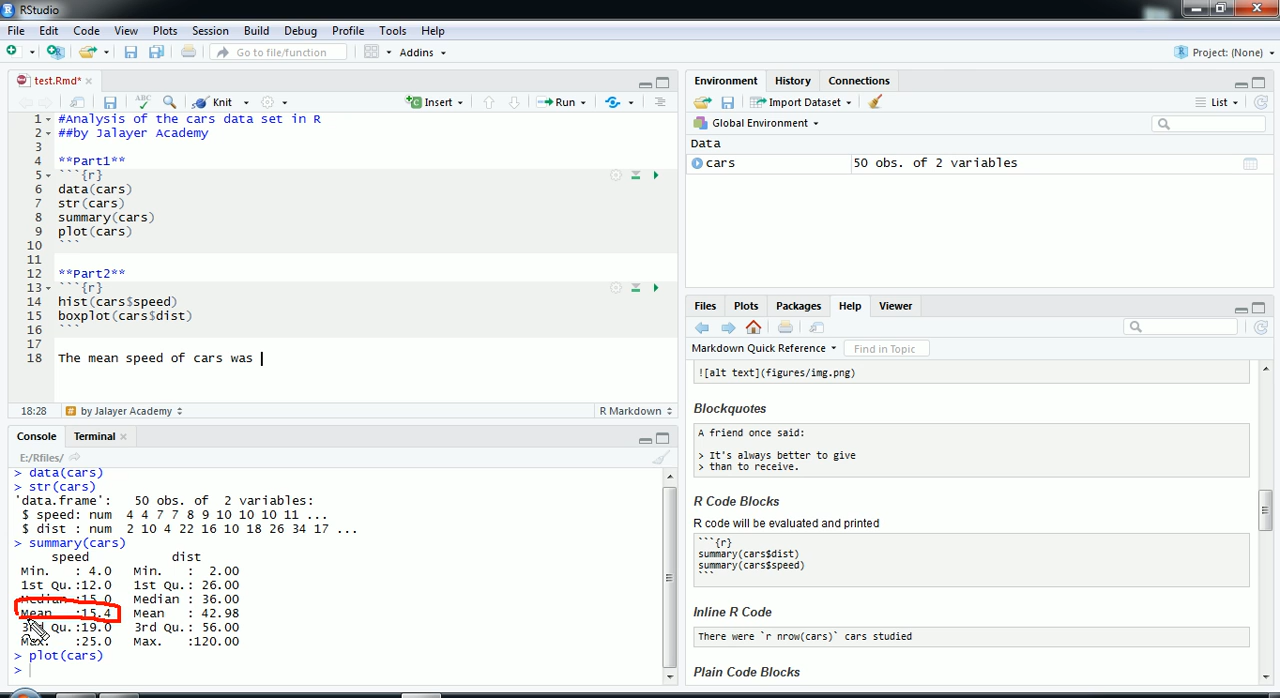 RStudio
File Edit Code View Plots Session Build Debug Profile Tools Help
Go to file/function Addins Project: (None)
test.Rmd*
ABC Knit Insert Run
1 #Analysis of the cars data set in R
2 ##by Jalayer Academy
3
4 **Part1**
5 ```{r}
6 data(cars)
7 str(cars)
8 summary(cars)
9 plot(cars)
10 ```
11
12 **Part2**
13 ```{r}
14 hist(cars$speed)
15 boxplot(cars$dist)
16 ```
17
18 The mean speed of cars was
18:28 # by Jalayer Academy R Markdown
Console Terminal
E:/Rfiles/
> data(cars)
> str(cars)
'data.frame': 50 obs. of 2 variables:
$ speed: num 4 4 7 7 8 9 10 10 10 11 ...
$ dist : num 2 10 4 22 16 10 18 26 34 17 ...
> summary(cars)
speed dist
Min. : 4.0 Min. : 2.00
1st Qu.:12.0 1st Qu.: 26.00
Median :15.0 Median : 36.00
Mean :15.4 Mean : 42.98
3rd Qu.:19.0 3rd Qu.: 56.00
Max. :25.0 Max. :120.00
> plot(cars)
>
Environment History Connections
Import Dataset List
Global Environment
Data
cars 50 obs. of 2 variables
Files Plots Packages Help Viewer
Markdown Quick Reference Find in Topic
![alt text](figures/img.png)
Blockquotes
A friend once said:
> It's always better to give
> than to receive.
R Code Blocks
R code will be evaluated and printed
```{r}
summary(cars$dist)
summary(cars$speed)
```
Inline R Code
There were `r nrow(cars)` cars studied
Plain Code Blocks